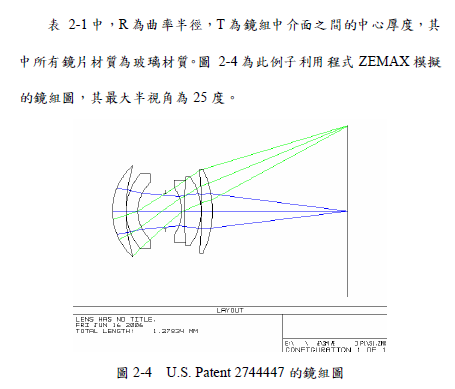 表 2-1 中，R 為曲率半徑，T 為鏡組中介面之間的中心厚度，其
中所有鏡片材質為玻璃材質。圖 2-4 為此例子利用程式 ZEMAX 模擬
的鏡組圖，其最大半視角為 25 度。
LAYOUT
LENS HAS NO TITLE.
FRI JUN 16 2006
TOTAL LENGTH: 1.27834 MM
CONFIGURATION 1 OF 1
圖 2-4 U.S. Patent 2744447 的鏡組圖